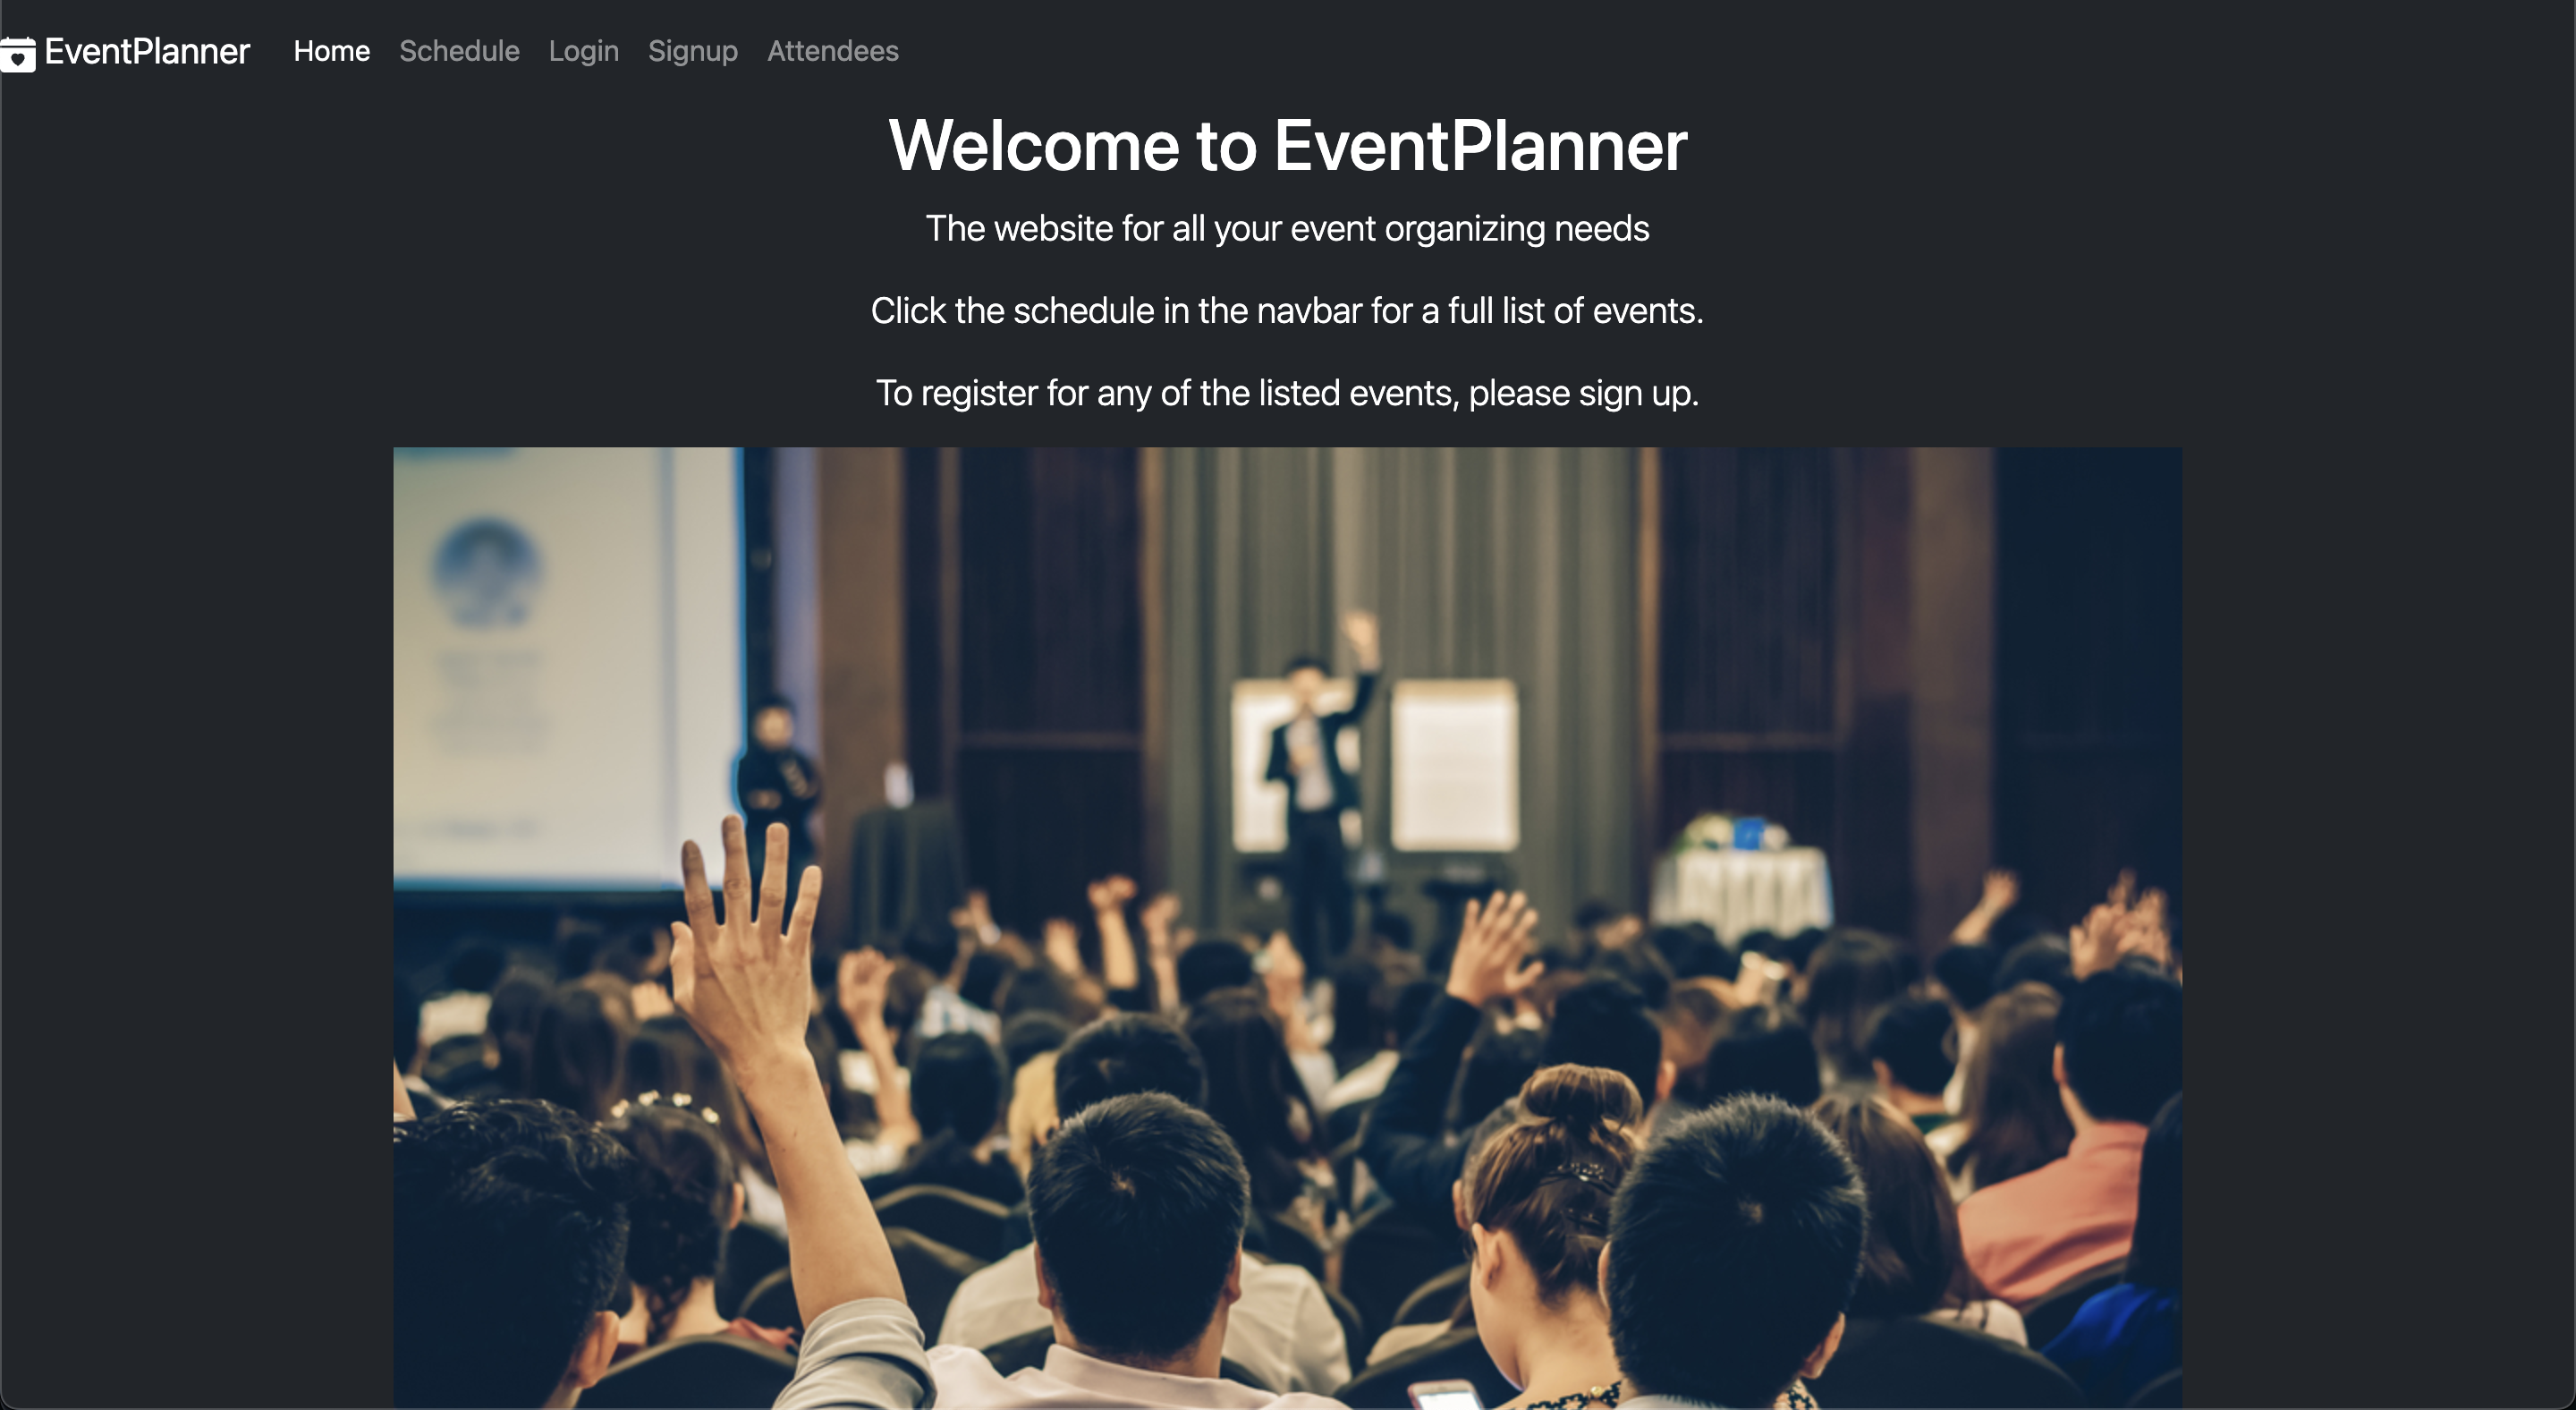 EventPlanner Home Schedule Login Signup Attendees
Welcome to EventPlanner
The website for all your event organizing needs
Click the schedule in the navbar for a full list of events.
To register for any of the listed events, please sign up.